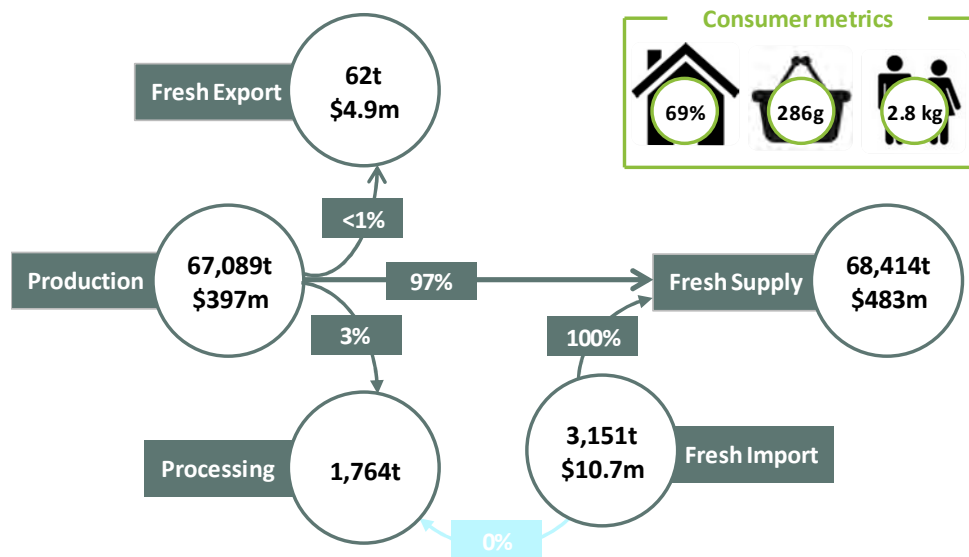 Consumer metrics
69%
286g
2.8 kg
Fresh Export
62t
$4.9m
<1%
Production
67,089t
$397m
97%
Fresh Supply
68,414t
$483m
3%
100%
Processing
1,764t
3,151t
$10.7m
Fresh Import
0%